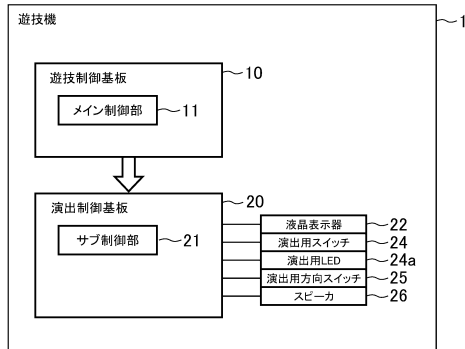 遊技機
1
遊技制御基板
10
メイン制御部
11
演出制御基板
20
サブ制御部
21
液晶表示器
22
演出用スイッチ
24
演出用LED
24a
演出用方向スイッチ
25
スピーカ
26